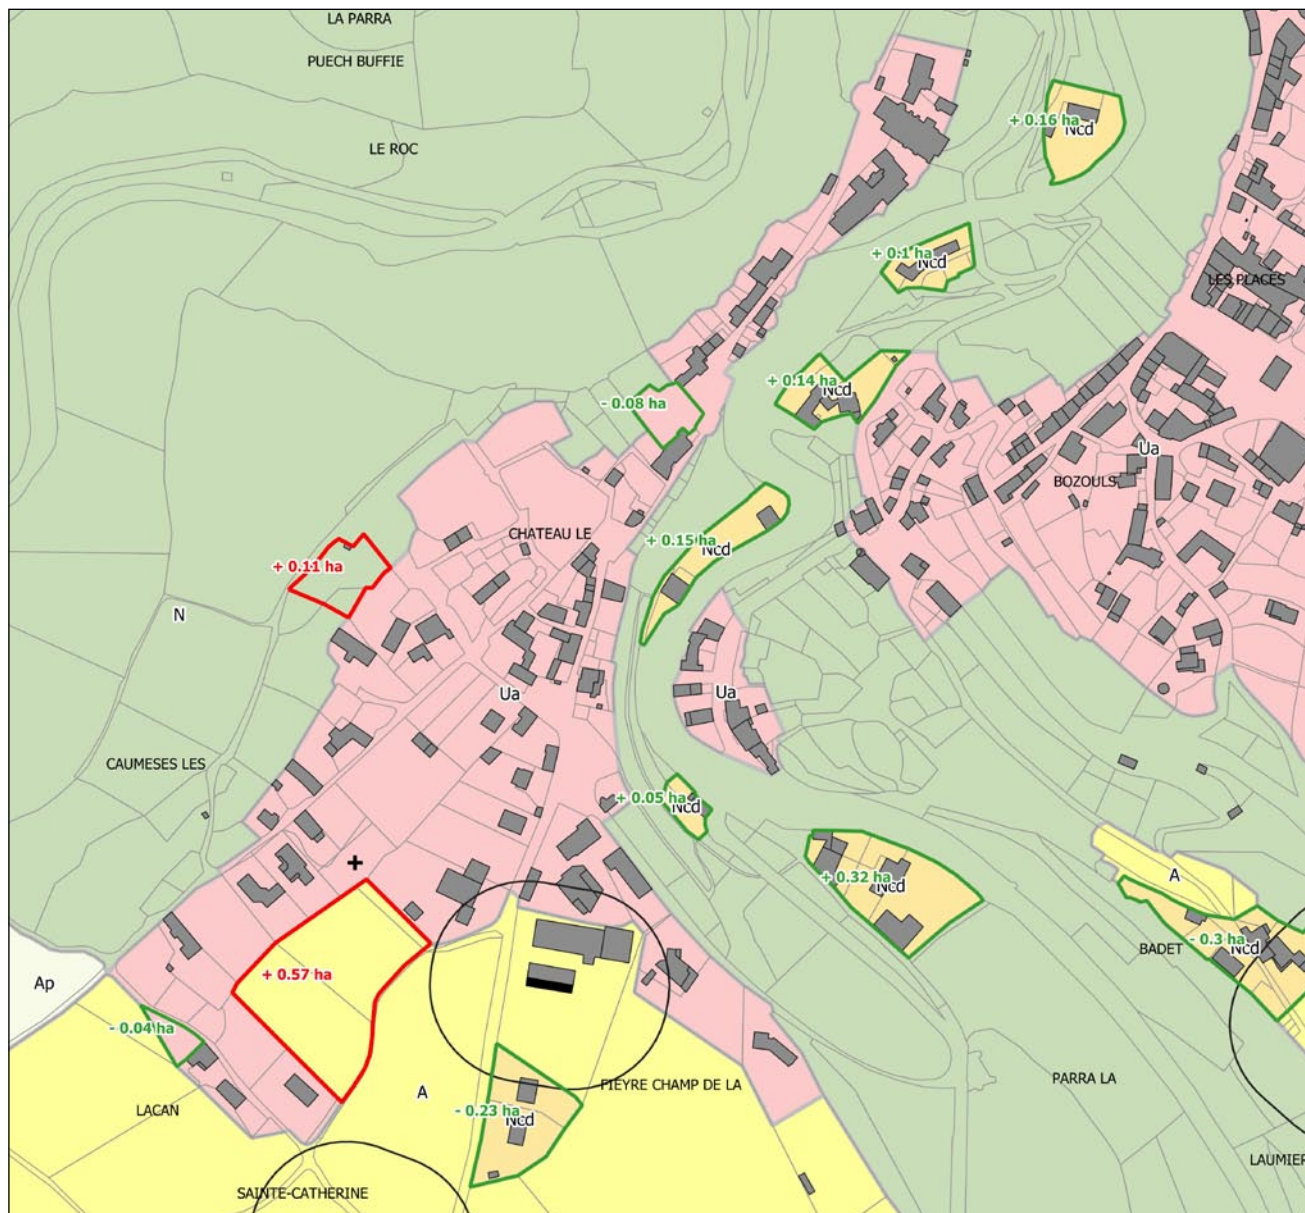 LA PARRA
PUECH BUFFIE
+ 0.16 ha
Ncd
LE ROC
+ 0.1 ha
Ncd
LES PLACES
+ 0.14 ha
Ncd
- 0.08 ha
Ua
BOZOULS
CHATEAU LE
+ 0.15 ha
Ncd
+ 0.11 ha
N
Ua
Ua
CAUMESES LES
+ 0.05 ha
Ncd
+ 0.32 ha
Ncd
A
- 0.3 ha
Ncd
BADET
+ 0.57 ha
Ap
- 0.04 ha
FIEYRE CHAMP DE LA
PARRA LA
A
LACAN
- 0.23 ha
Ncd
LAUMIER
SAINTE-CATHERINE